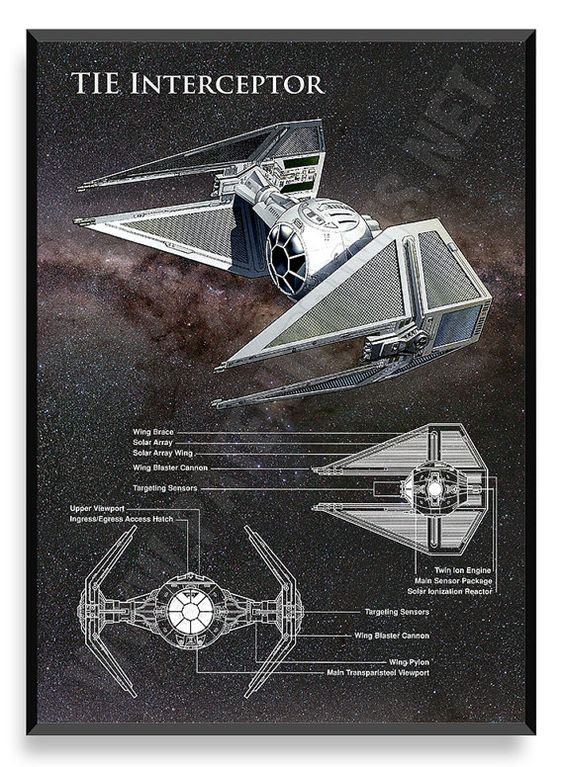 TIE Interceptor
Wing Brace
Solar Array
Solar Array Wing
Wing Blaster Cannon
Targeting Sensors
Upper Viewport
Ingress/Egress Access Hatch
Twin Ion Engine
Main Sensor Package
Solar Ionization Reactor
Targeting Sensors
Wing Blaster Cannon
Wing Pylon
Main Transparisteel Viewport